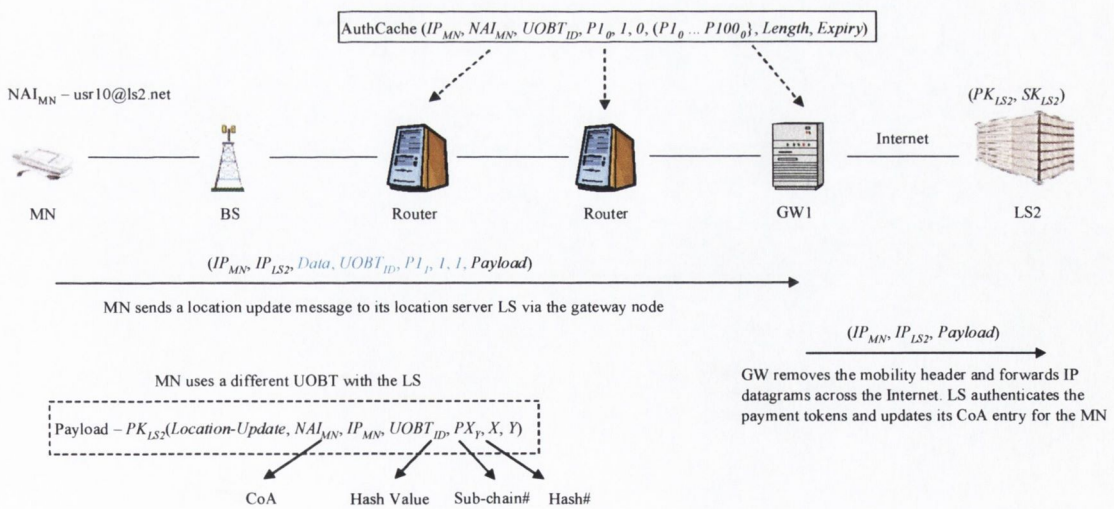 AuthCache (IP_MN, NAI_MN, UOBT_ID, P1_0, 1, 0, (P1_0 ... P100_0}, Length, Expiry)
NAI_MN – usr10@ls2.net
(PK_LS2, SK_LS2)
Internet
MN
BS
Router
Router
GW1
LS2
(IP_MN, IP_LS2, Data, UOBT_ID, P1_1, 1, 1, Payload)
MN sends a location update message to its location server LS via the gateway node
(IP_MN, IP_LS2, Payload)
MN uses a different UOBT with the LS
GW removes the mobility header and forwards IP
datagrams across the Internet. LS authenticates the
payment tokens and updates its CoA entry for the MN
Payload – PK_LS2(Location-Update, NAI_MN, IP_MN, UOBT_ID, PX_Y, X, Y)
CoA
Hash Value
Sub-chain#
Hash#